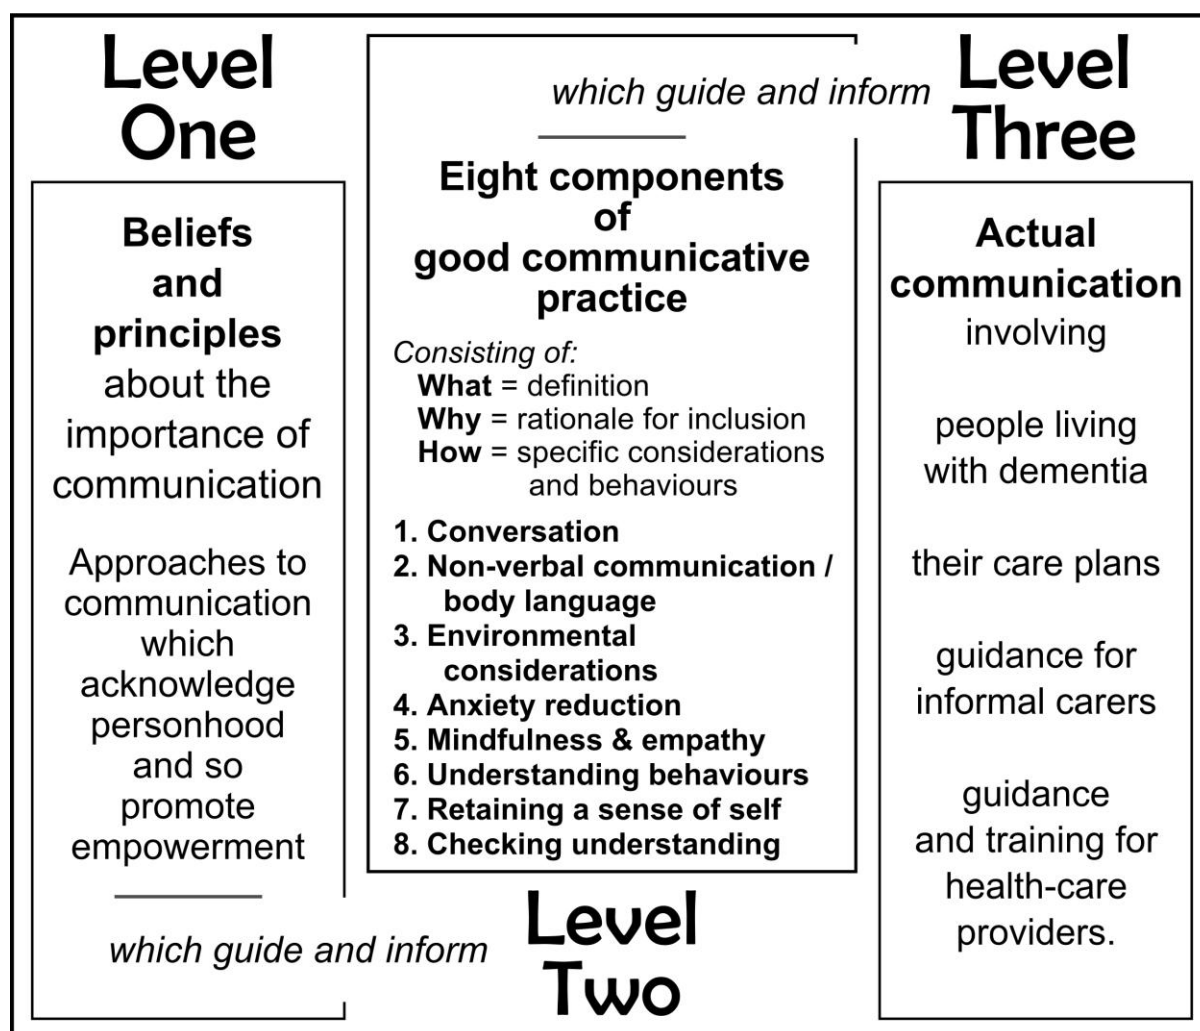 Level
One
Beliefs
and
principles
about the
importance of
communication
Approaches to
communication
which
acknowledge
personhood
and so
promote
empowerment
which guide and inform
Level
Two
Eight components
of
good communicative
practice
Consisting of:
What = definition
Why = rationale for inclusion
How = specific considerations
and behaviours
1. Conversation
2. Non-verbal communication /
body language
3. Environmental
considerations
4. Anxiety reduction
5. Mindfulness & empathy
6. Understanding behaviours
7. Retaining a sense of self
8. Checking understanding
which guide and inform
Level
Three
Actual
communication
involving
people living
with dementia
their care plans
guidance for
informal carers
guidance
and training for
health-care
providers.